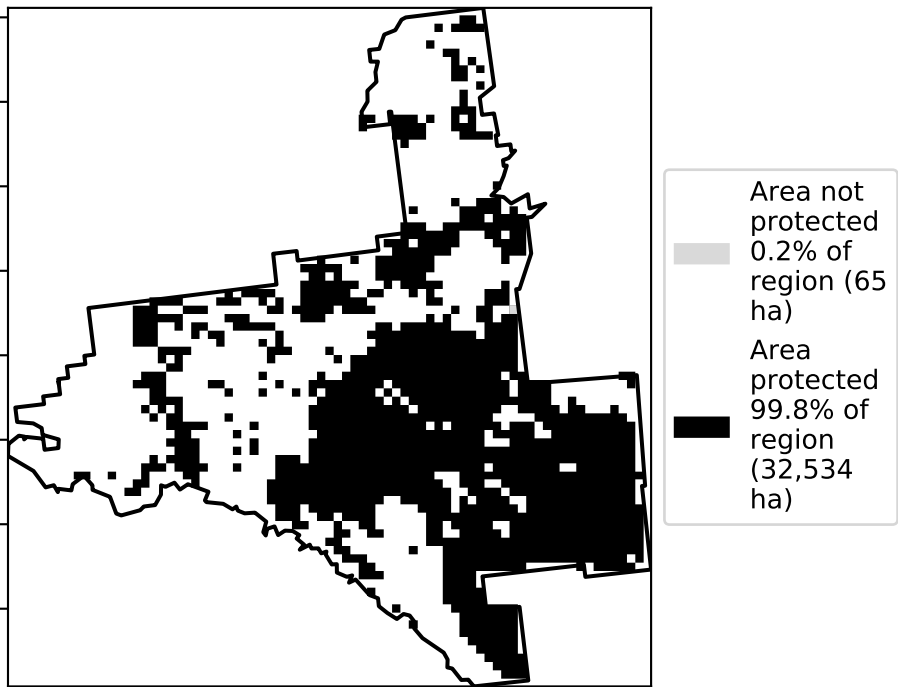 Area not
protected
0.2% of
region (65
ha)
Area
protected
99.8% of
region
(32,534
ha)